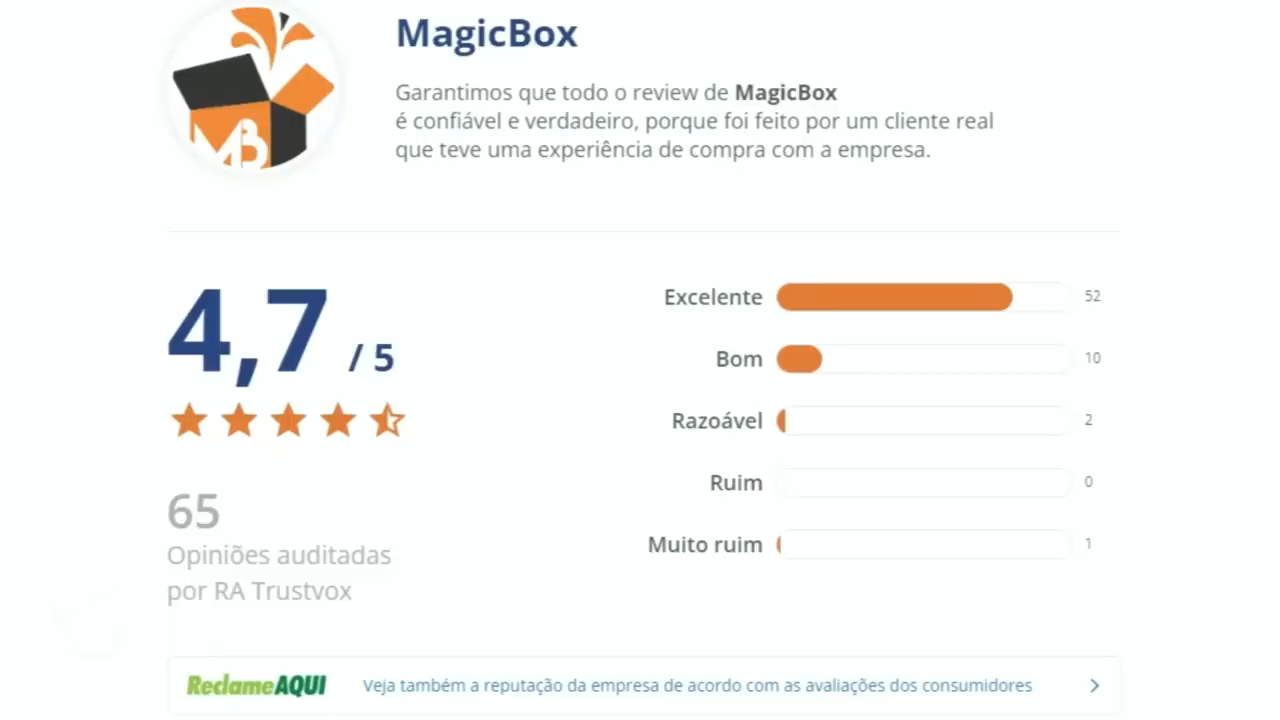 MB
MagicBox
Garantimos que todo o review de MagicBox
é confiável e verdadeiro, porque foi feito por um cliente real
que teve uma experiência de compra com a empresa.
4,7 / 5
Excelente 52
Bom 10
Razoável 2
Ruim 0
Muito ruim 1
65
Opiniões auditadas
por RA Trustvox
ReclameAQUI Veja também a reputação da empresa de acordo com as avaliações dos consumidores